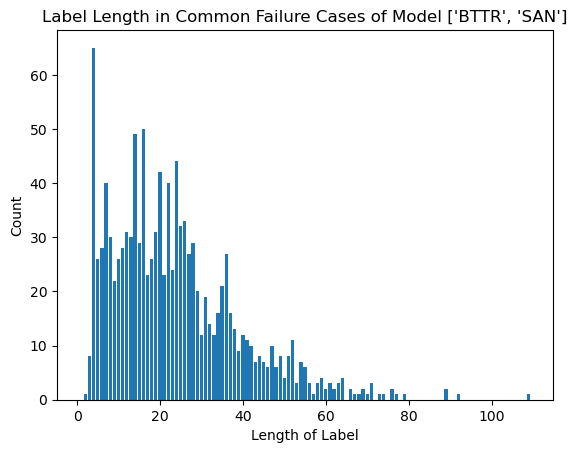 Label Length in Common Failure Cases of Model ['BTTR', 'SAN']
60
50
40
30
20
10
0
Count
0 20 40 60 80 100
Length of Label